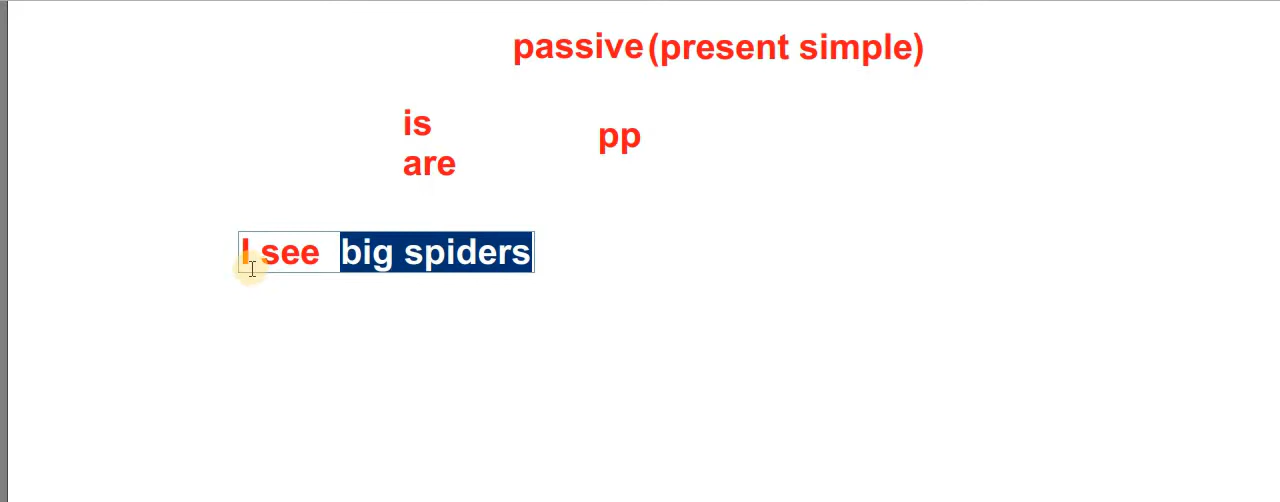 passive (present simple)
is
pp
are
I see big spiders